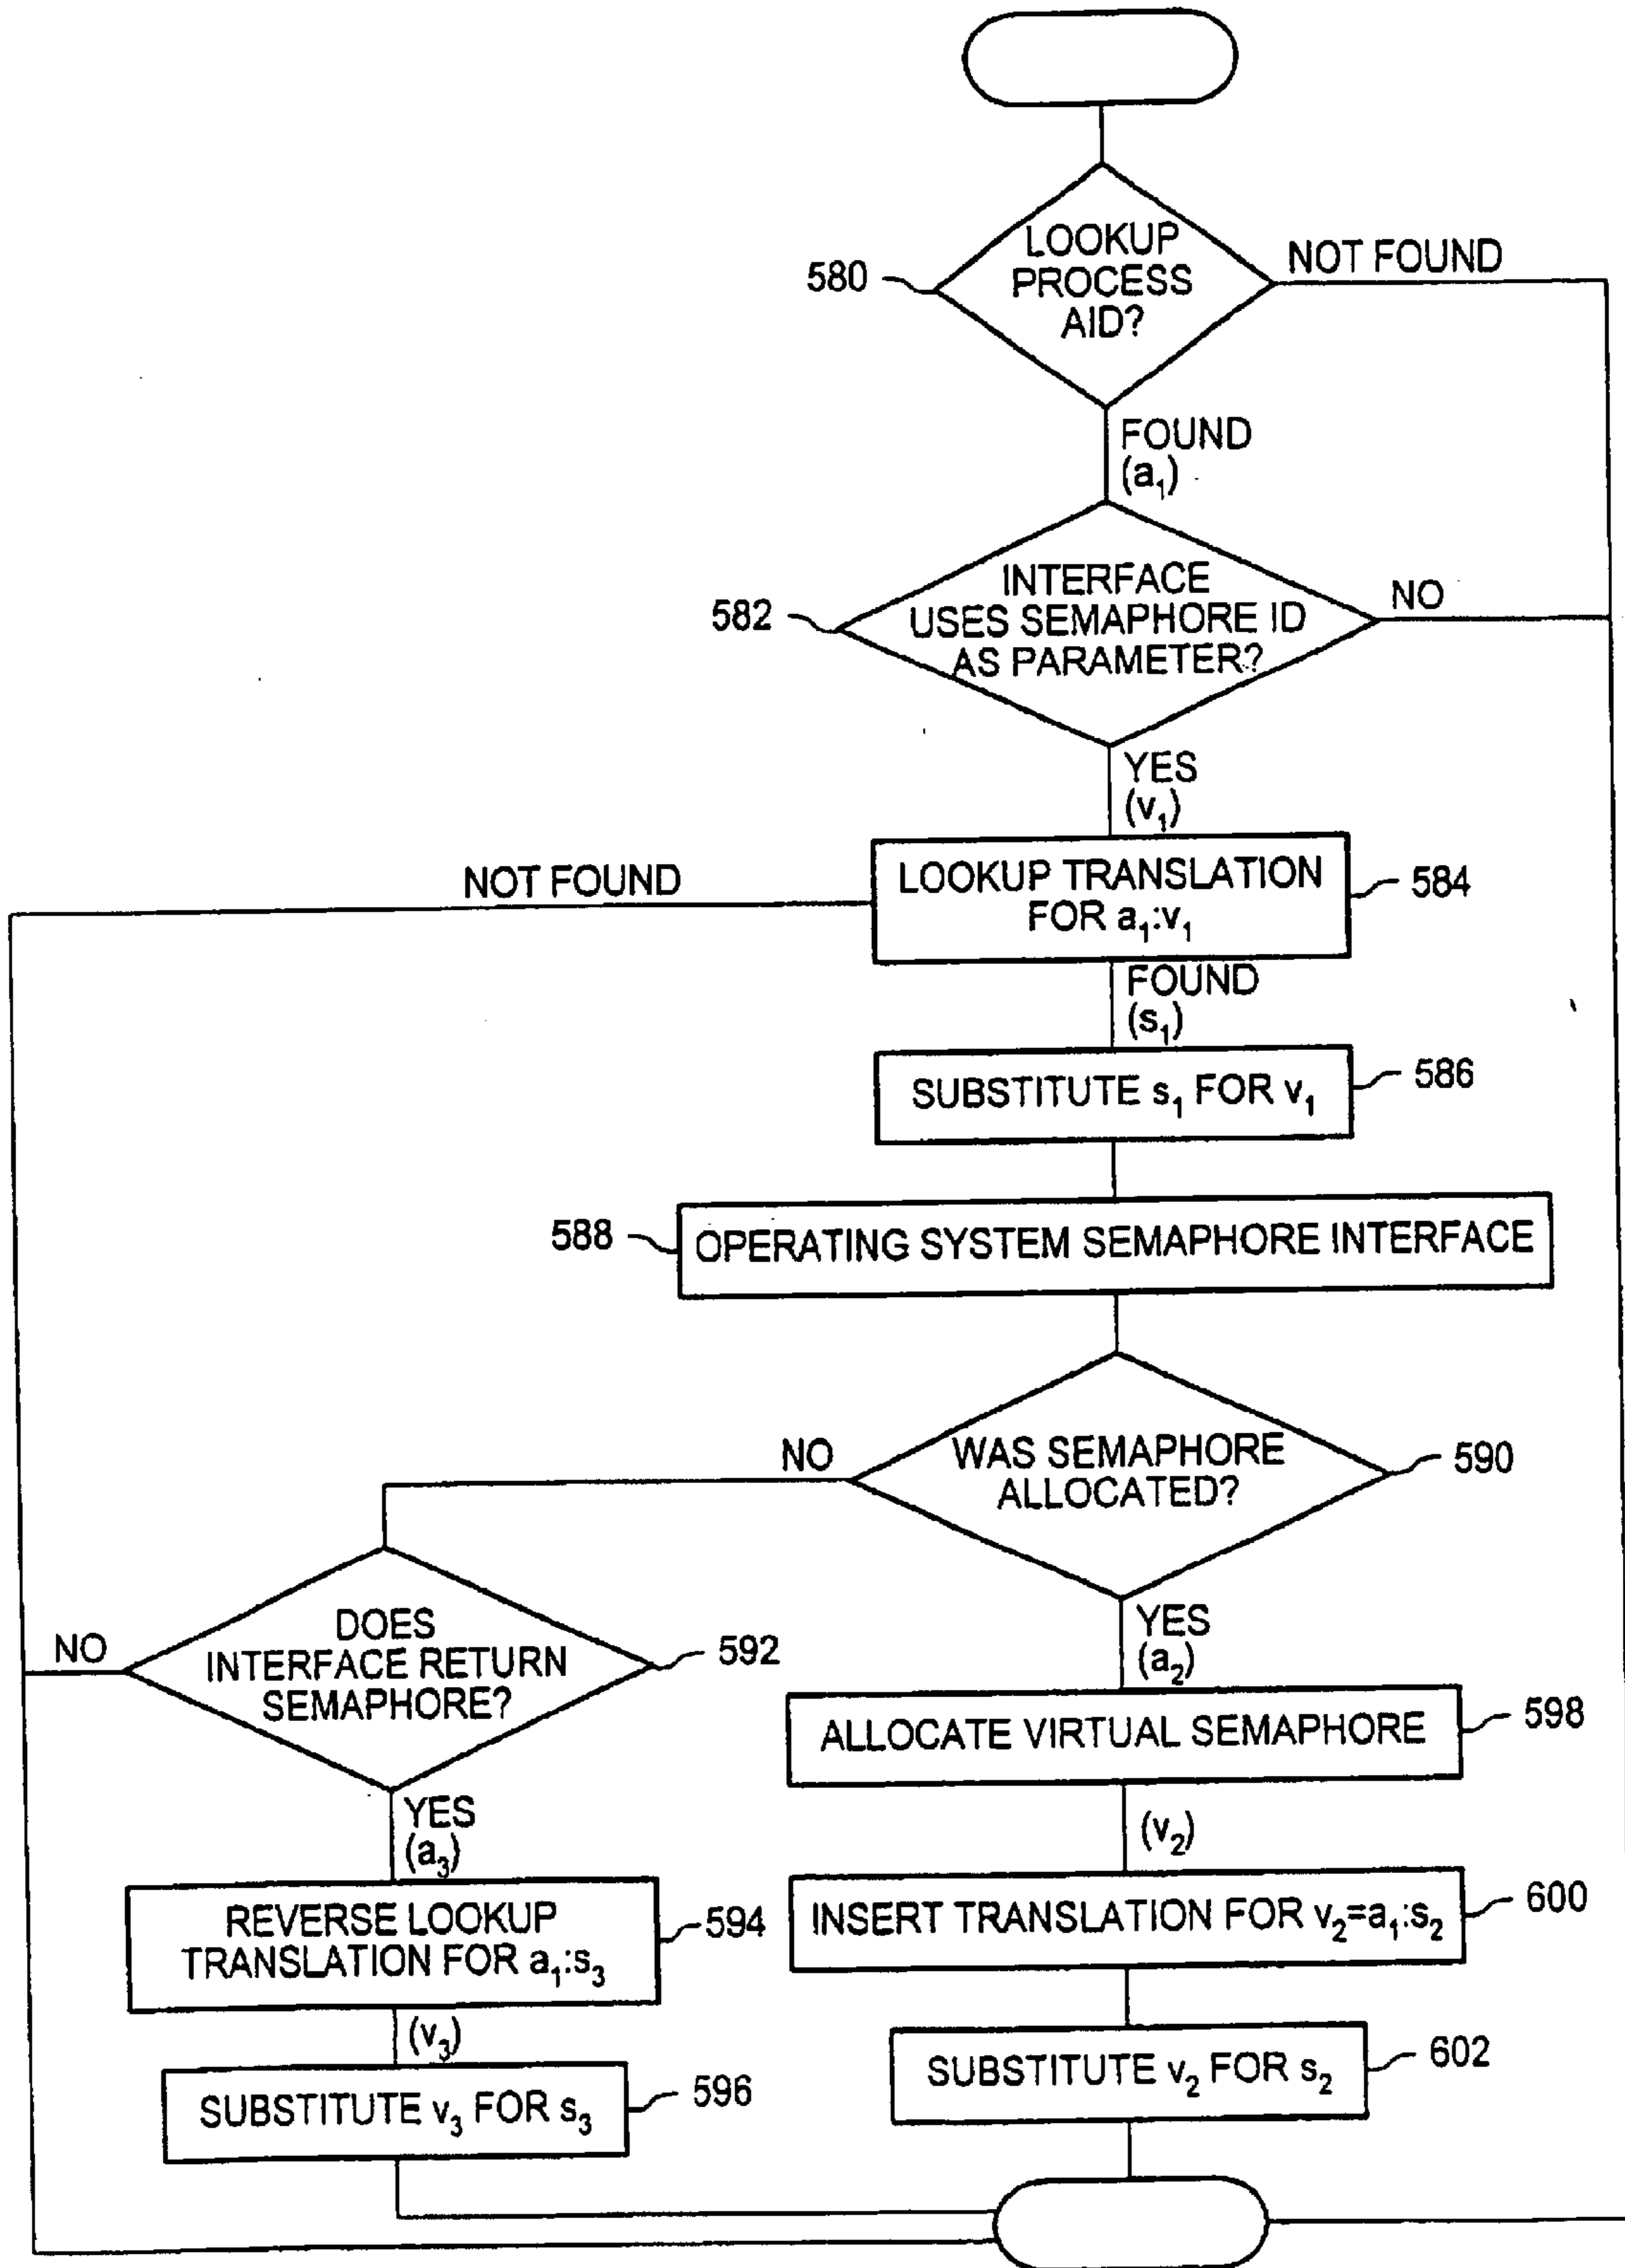 LOOKUP
PROCESS
AID?
580
NOT FOUND
FOUND
(a₁)
INTERFACE
USES SEMAPHORE ID
AS PARAMETER?
582
NO
YES
(v₁)
NOT FOUND
LOOKUP TRANSLATION
FOR a₁:v₁
584
FOUND
(s₁)
SUBSTITUTE s₁ FOR v₁
586
588
OPERATING SYSTEM SEMAPHORE INTERFACE
NO
WAS SEMAPHORE
ALLOCATED?
590
NO
DOES
INTERFACE RETURN
SEMAPHORE?
592
YES
(a₂)
ALLOCATE VIRTUAL SEMAPHORE
598
YES
(a₃)
(v₂)
REVERSE LOOKUP
TRANSLATION FOR a₁:s₃
594
INSERT TRANSLATION FOR v₂=a₁:s₂
600
(v₃)
SUBSTITUTE v₃ FOR s₃
596
SUBSTITUTE v₂ FOR s₂
602